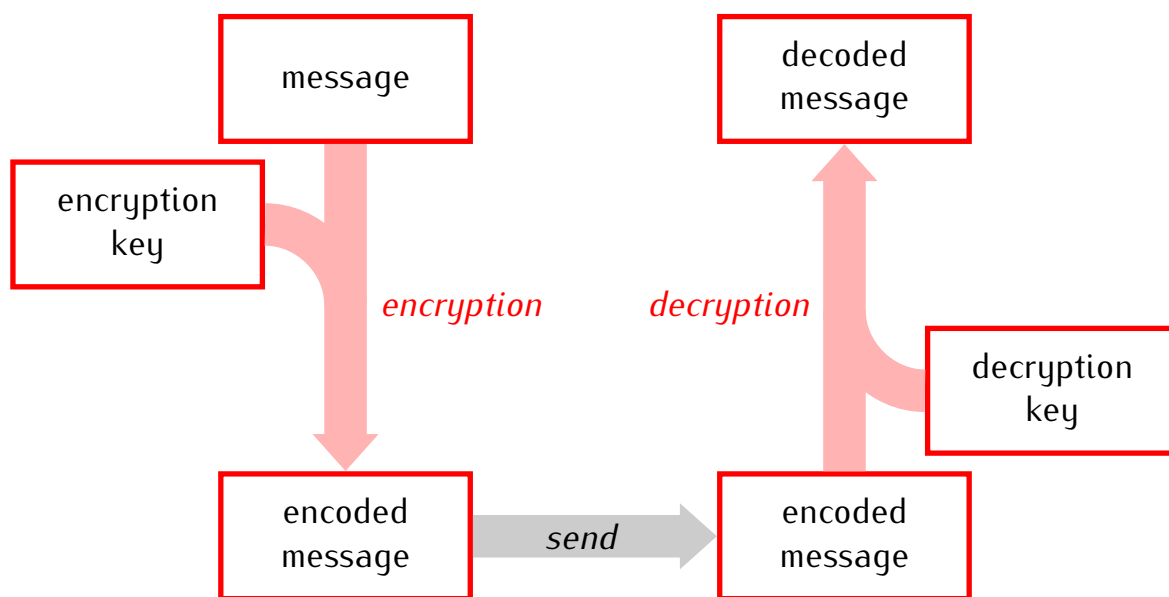 message
decoded
message
encryption
key
encryption
decryption
decryption
key
encoded
message
send
encoded
message